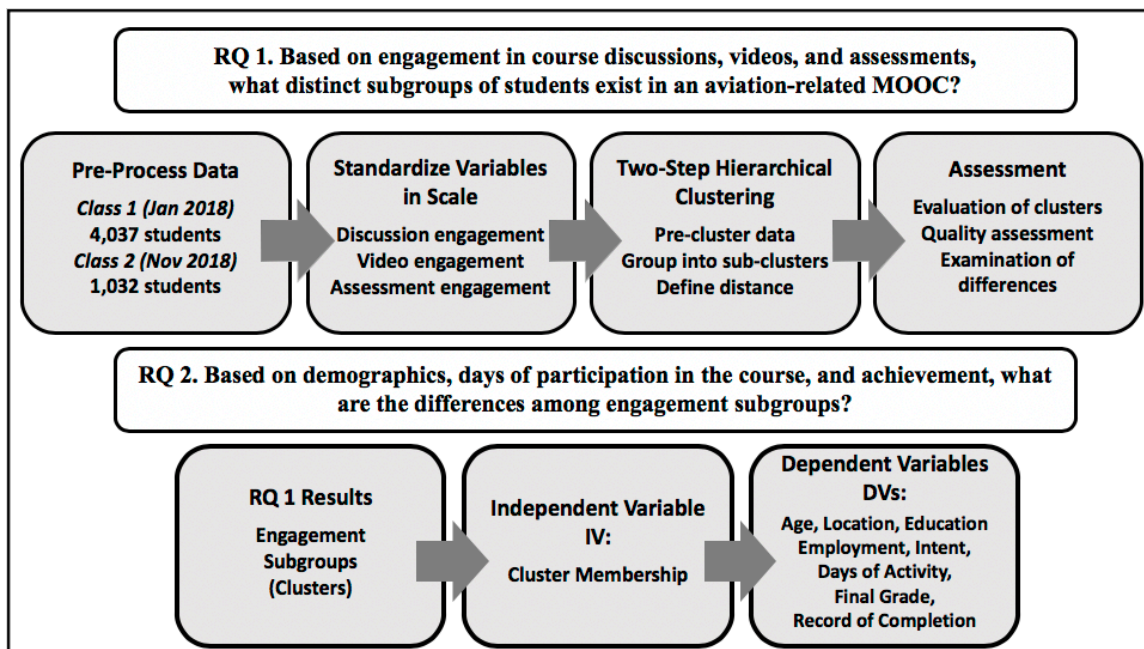 RQ 1. Based on engagement in course discussions, videos, and assessments,
what distinct subgroups of students exist in an aviation-related MOOC?
Pre-Process Data
Class 1 (Jan 2018)
4,037 students
Class 2 (Nov 2018)
1,032 students
Standardize Variables
in Scale
Discussion engagement
Video engagement
Assessment engagement
Two-Step Hierarchical
Clustering
Pre-cluster data
Group into sub-clusters
Define distance
Assessment
Evaluation of clusters
Quality assessment
Examination of
differences
RQ 2. Based on demographics, days of participation in the course, and achievement, what
are the differences among engagement subgroups?
RQ 1 Results
Engagement
Subgroups
(Clusters)
Independent Variable
IV:
Cluster Membership
Dependent Variables
DVs:
Age, Location, Education
Employment, Intent,
Days of Activity,
Final Grade,
Record of Completion